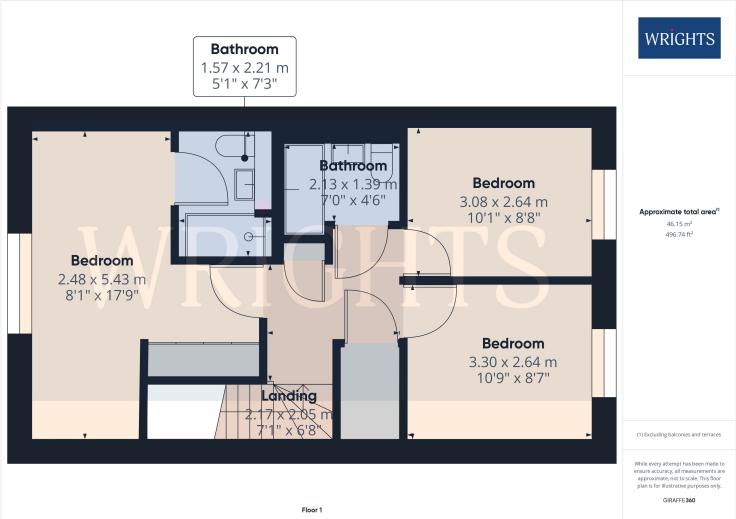 Bathroom
1.57 x 2.21 m
5'1" x 7'3"
WRIGHTS
Bathroom
2.13 x 1.39 m
7'0" x 4'6"
Bedroom
3.08 x 2.64 m
10'1" x 8'8"
Approximate total area⁽¹⁾
46.15 m²
496.74 ft²
WRIGHTS
Bedroom
2.48 x 5.43 m
8'1" x 17'9"
Bedroom
3.30 x 2.64 m
10'9" x 8'7"
Landing
2.17 x 2.05 m
7'1" x 6'8"
(1) Excluding balconies and terraces
While every attempt has been made to
ensure accuracy, all measurements are
approximate, not to scale. This floor
plan is for illustrative purposes only.
GIRAFFE360
Floor 1